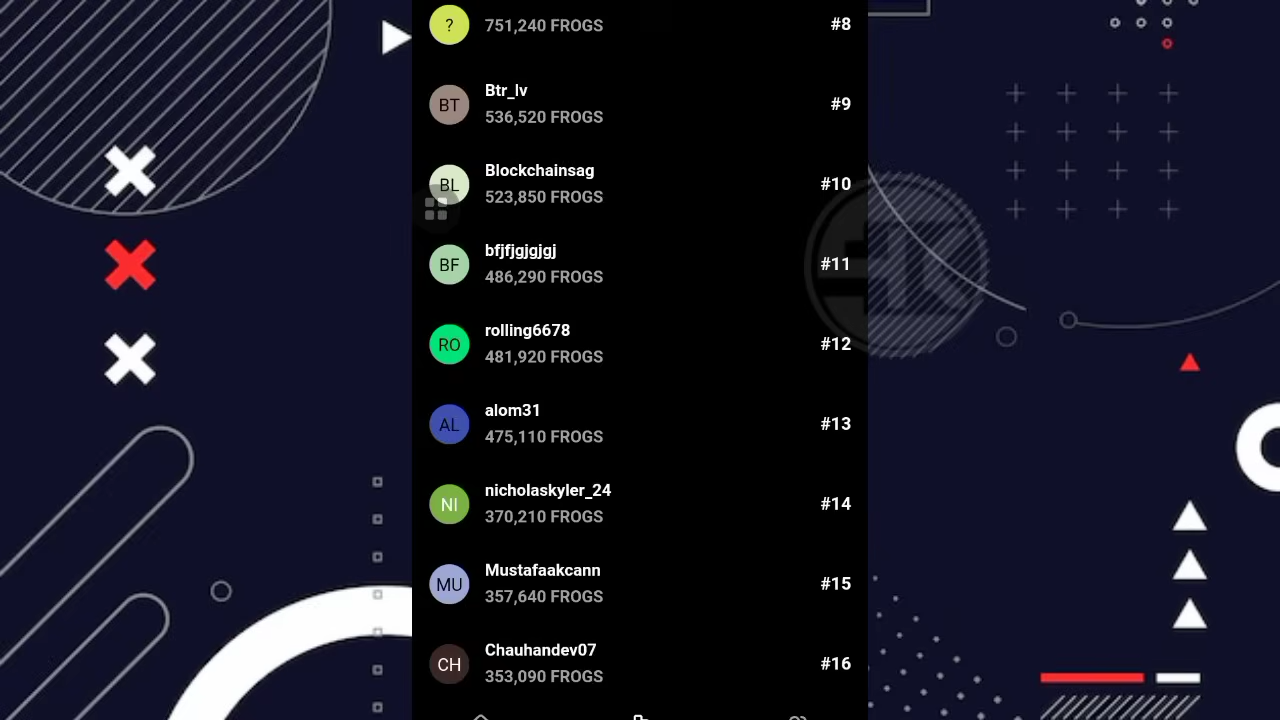 ?
751,240 FROGS
#8
BT
Btr_lv
536,520 FROGS
#9
BL
Blockchainsag
523,850 FROGS
#10
BF
bfjfjgjgjgj
486,290 FROGS
#11
RO
rolling6678
481,920 FROGS
#12
AL
alom31
475,110 FROGS
#13
NI
nicholaskyler_24
370,210 FROGS
#14
MU
Mustafaakcann
357,640 FROGS
#15
CH
Chauhandev07
353,090 FROGS
#16